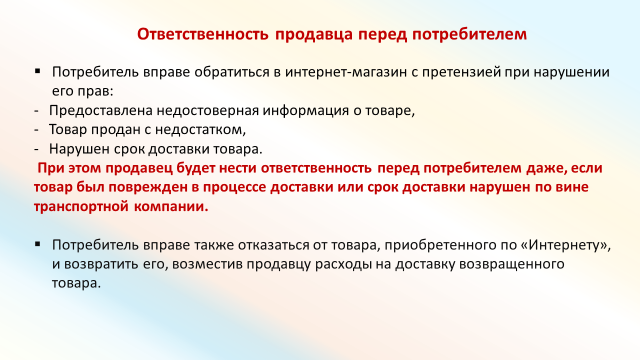 Ответственность продавца перед потребителем
▪ Потребитель вправе обратиться в интернет-магазин с претензией при нарушении
его прав:
- Предоставлена недостоверная информация о товаре,
- Товар продан с недостатком,
- Нарушен срок доставки товара.
При этом продавец будет нести ответственность перед потребителем даже, если
товар был поврежден в процессе доставки или срок доставки нарушен по вине
транспортной компании.
▪ Потребитель вправе также отказаться от товара, приобретенного по «Интернету»,
и возвратить его, возместив продавцу расходы на доставку возвращенного
товара.